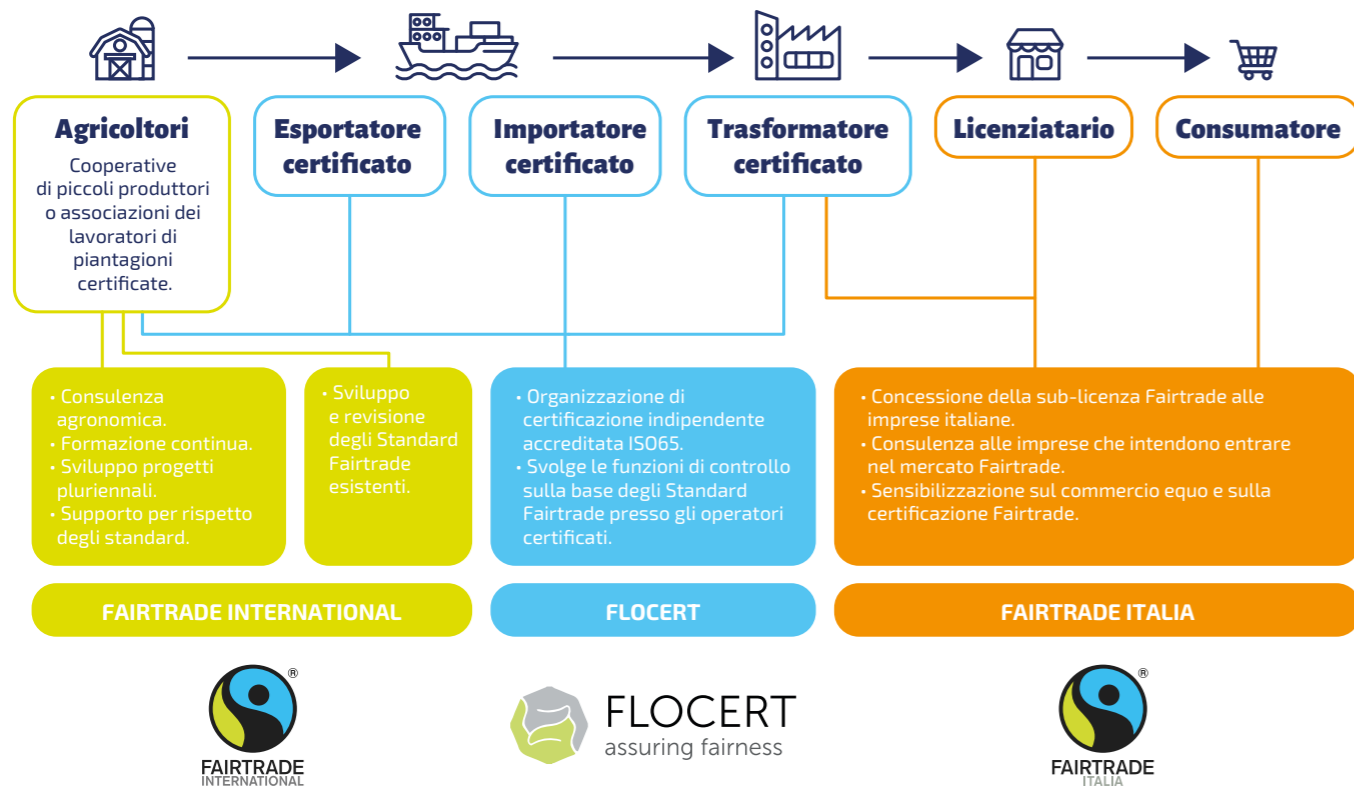 Agricoltori
Cooperative
di piccoli produttori
o associazioni dei
lavoratori di
piantagioni
certificate.
Esportatore
certificato
Importatore
certificato
Trasformatore
certificato
Licenziatario
Consumatore
• Consulenza
agronomica.
• Formazione continua.
• Sviluppo progetti
pluriennali.
• Supporto per rispetto
degli standard.
• Sviluppo
e revisione
degli Standard
Fairtrade
esistenti.
• Organizzazione di
certificazione indipendente
accreditata ISO65.
• Svolge le funzioni di controllo
sulla base degli Standard
Fairtrade presso gli operatori
certificati.
• Concessione della sub-licenza Fairtrade alle
imprese italiane.
• Consulenza alle imprese che intendono entrare
nel mercato Fairtrade.
• Sensibilizzazione sul commercio equo e sulla
certificazione Fairtrade.
FAIRTRADE INTERNATIONAL
FLOCERT
FAIRTRADE ITALIA
®
FAIRTRADE
INTERNATIONAL
FLOCERT
assuring fairness
®
FAIRTRADE
ITALIA